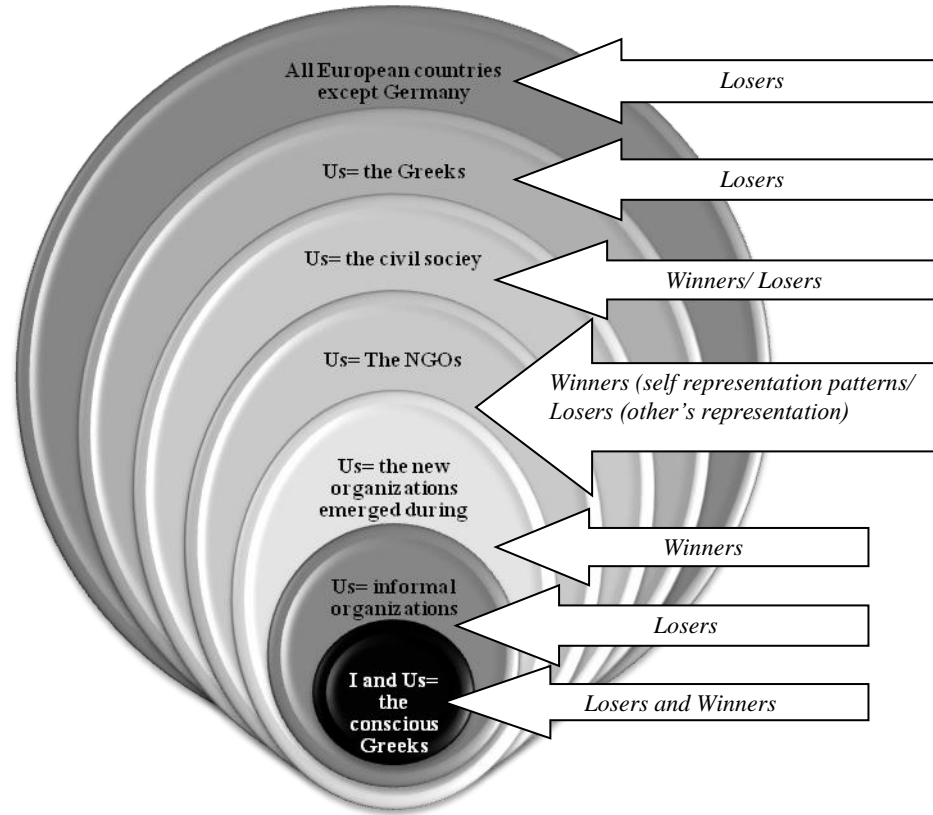 All European countries
except Germany
Losers
Us= the Greeks
Losers
Us= the civil sociey
Winners/ Losers
Us= The NGOs
Winners (self representation patterns/
Losers (other’s representation)
Us= the new
organizations
emerged during
Winners
Us= informal
organizations
Losers
I and Us=
the
conscious
Greeks
Losers and Winners